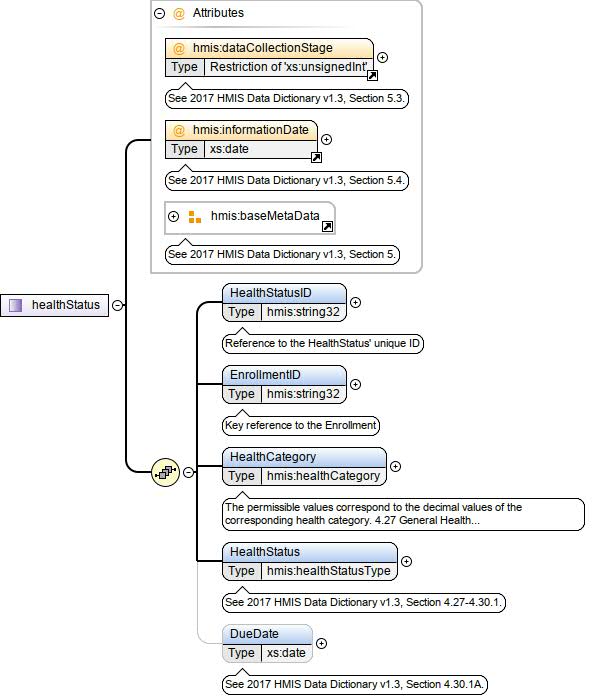 Attributes
hmis:dataCollectionStage
Type Restriction of 'xs:unsignedInt'
See 2017 HMIS Data Dictionary v1.3, Section 5.3.
hmis:informationDate
Type xs:date
See 2017 HMIS Data Dictionary v1.3, Section 5.4.
hmis:baseMetaData
See 2017 HMIS Data Dictionary v1.3, Section 5.
healthStatus
HealthStatusID
Type hmis:string32
Reference to the HealthStatus' unique ID
EnrollmentID
Type hmis:string32
Key reference to the Enrollment
HealthCategory
Type hmis:healthCategory
The permissible values correspond to the decimal values of the
corresponding health category. 4.27 General Health...
HealthStatus
Type hmis:healthStatusType
See 2017 HMIS Data Dictionary v1.3, Section 4.27-4.30.1.
DueDate
Type xs:date
See 2017 HMIS Data Dictionary v1.3, Section 4.30.1A.